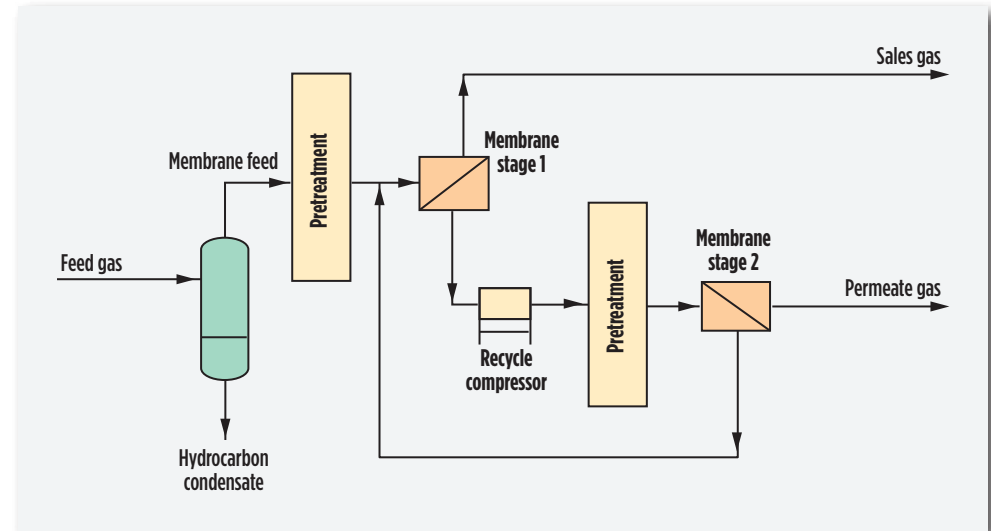 Sales gas
Membrane
stage 1
Membrane feed
Pretreatment
Feed gas
Membrane
stage 2
Permeate gas
Pretreatment
Recycle
compressor
Hydrocarbon
condensate